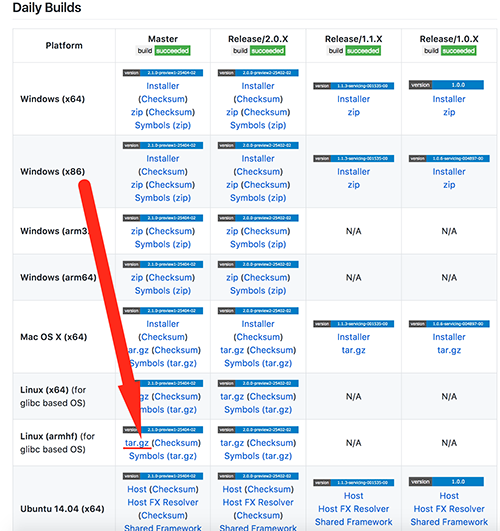 Daily Builds
Platform
Master
build succeeded
Release/2.0.X
build succeeded
Release/1.1.X
build succeeded
Release/1.0.X
build succeeded
Windows (x64)
version 2.1.0-preview1-25404-02
Installer
(Checksum)
zip (Checksum)
Symbols (zip)
version 2.0.0-preview2-25402-02
Installer
(Checksum)
zip (Checksum)
Symbols (zip)
version 1.1.3-servicing-001535-00
Installer
zip
version 1.0.0
Installer
zip
Windows (x86)
version 2.1.0-preview1-25404-02
Installer
(Checksum)
zip (Checksum)
Symbols (zip)
version 2.0.0-preview2-25402-02
Installer
(Checksum)
zip (Checksum)
Symbols (zip)
version 1.1.3-servicing-001535-00
Installer
zip
version 1.0.6-servicing-004897-00
Installer
zip
Windows (arm3
version 2.1.0-preview1-25404-02
zip (Checksum)
Symbols (zip)
version 2.0.0-preview2-25402-02
zip (Checksum)
Symbols (zip)
N/A
N/A
Windows (arm64)
version 2.1.0-preview1-25404-02
zip (Checksum)
Symbols (zip)
version 2.0.0-preview2-25402-02
zip (Checksum)
Symbols (zip)
N/A
N/A
Mac OS X (x64)
version 2.1.0-preview1-25404-02
Installer
(Checksum)
ar.gz (Checksum)
Symbols (tar.gz)
version 2.0.0-preview2-25402-02
Installer
(Checksum)
tar.gz (Checksum)
Symbols (tar.gz)
version 1.1.3-servicing-001535-00
Installer
tar.gz
version 1.0.6-servicing-004897-00
Installer
tar.gz
Linux (x64) (for
glibc based OS)
version 2.1.0-preview1-25404-02
gz (Checksum)
mbols (tar.gz)
version 2.0.0-preview2-25402-02
tar.gz (Checksum)
Symbols (tar.gz)
N/A
N/A
Linux (armhf) (for
glibc based OS)
version 2.1.0-preview1-25404-02
tar.gz (Checksum)
Symbols (tar.gz)
version 2.0.0-preview2-25402-02
tar.gz (Checksum)
Symbols (tar.gz)
N/A
N/A
Ubuntu 14.04 (x64)
version 2.1.0-preview1-25404-02
Host (Checksum)
Host FX Resolver
(Checksum)
Shared Framework
version 2.0.0-preview2-25402-02
Host (Checksum)
Host FX Resolver
(Checksum)
Shared Framework
version 1.1.3-servicing-001535-00
Host
Host FX Resolver
Shared Framework
version 1.0.0
Host
Host FX Resolver
Shared Framework